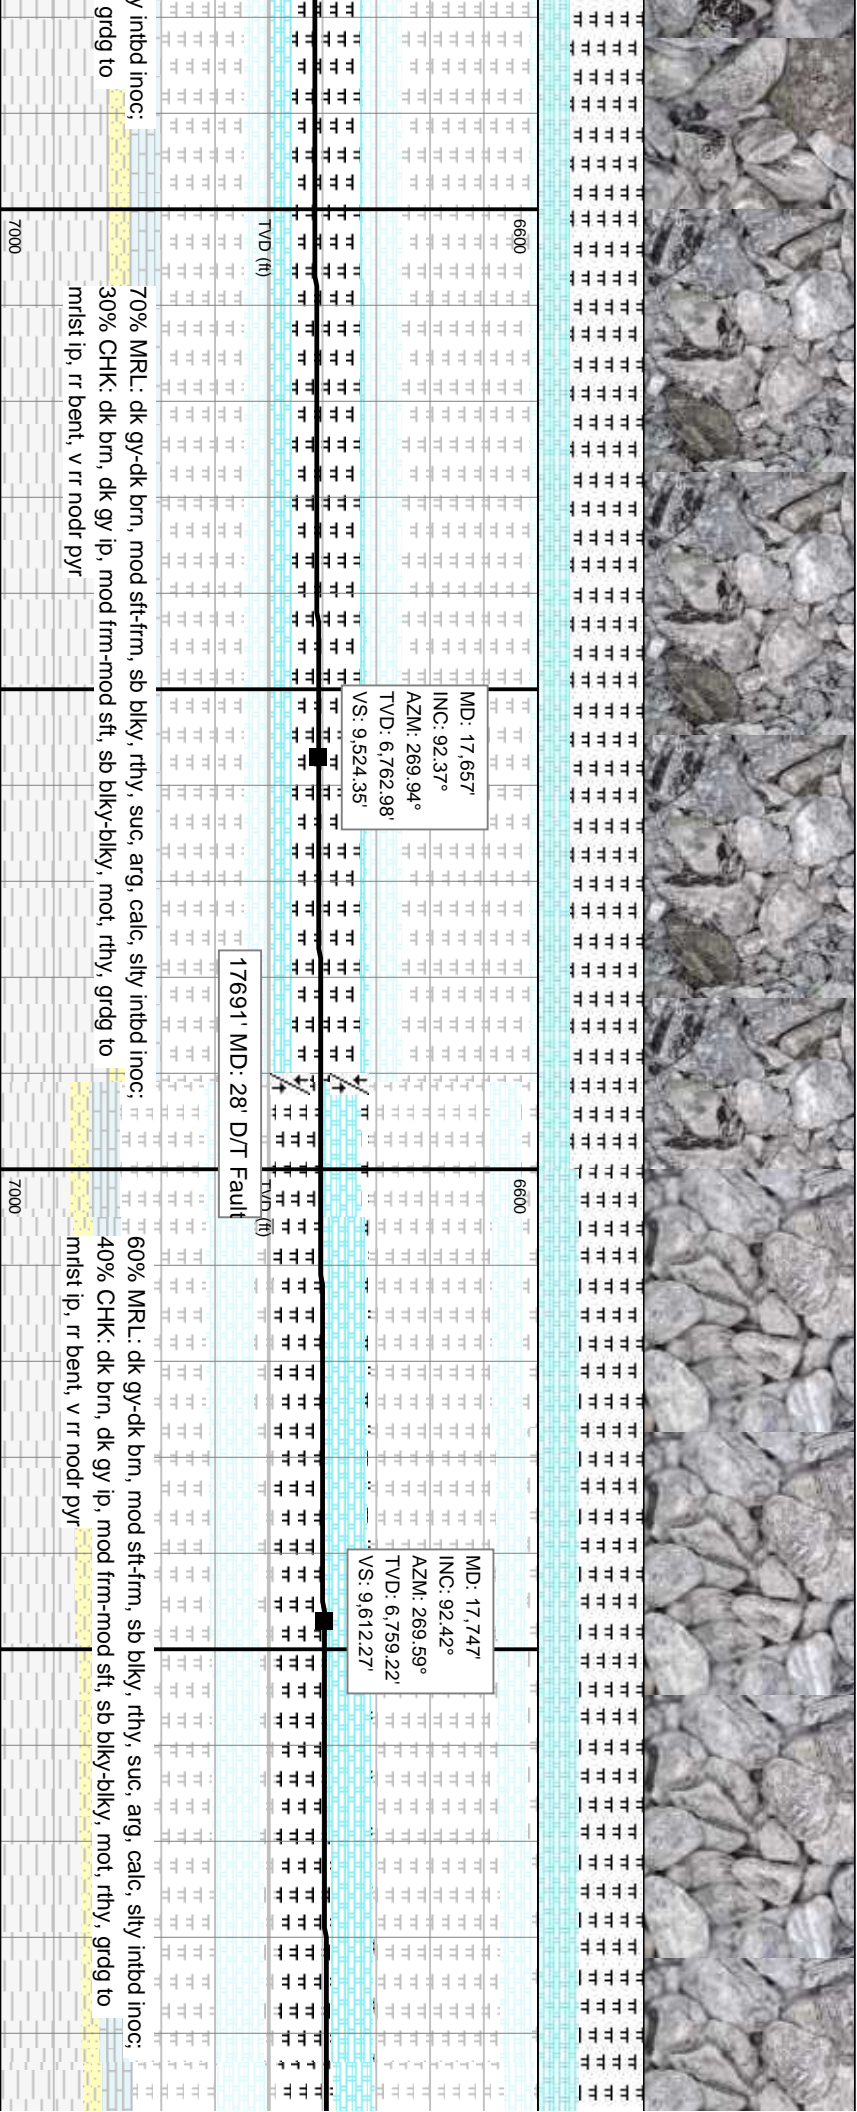 y intbd inoc;
grdg to
6600
TVD (ft)
7000
70% MRL: dk gy-dk brn, mod sft-frm, sb blky, rthy, suc, arg, calc, slty intbd inoc;
30% CHK: dk brn, dk gy ip, mod frm-mod sft, sb blky-blky, mot, rthy, grdg to
mrlst ip, rr bent, v rr nodr pyr
MD: 17,657'
INC: 92.37°
AZM: 269.94°
TVD: 6,762.98'
VS: 9,524.35'
17691' MD: 28' D/T Fault
6600
TVD (ft)
7000
60% MRL: dk gy-dk brn, mod sft-frm, sb blky, rthy, suc, arg, calc, slty intbd inoc;
40% CHK: dk brn, dk gy ip, mod frm-mod sft, sb blky-blky, mot, rthy, grdg to
mrlst ip, rr bent, v rr nodr pyr
MD: 17,747'
INC: 92.42°
AZM: 269.59°
TVD: 6,759.22'
VS: 9,612.27'